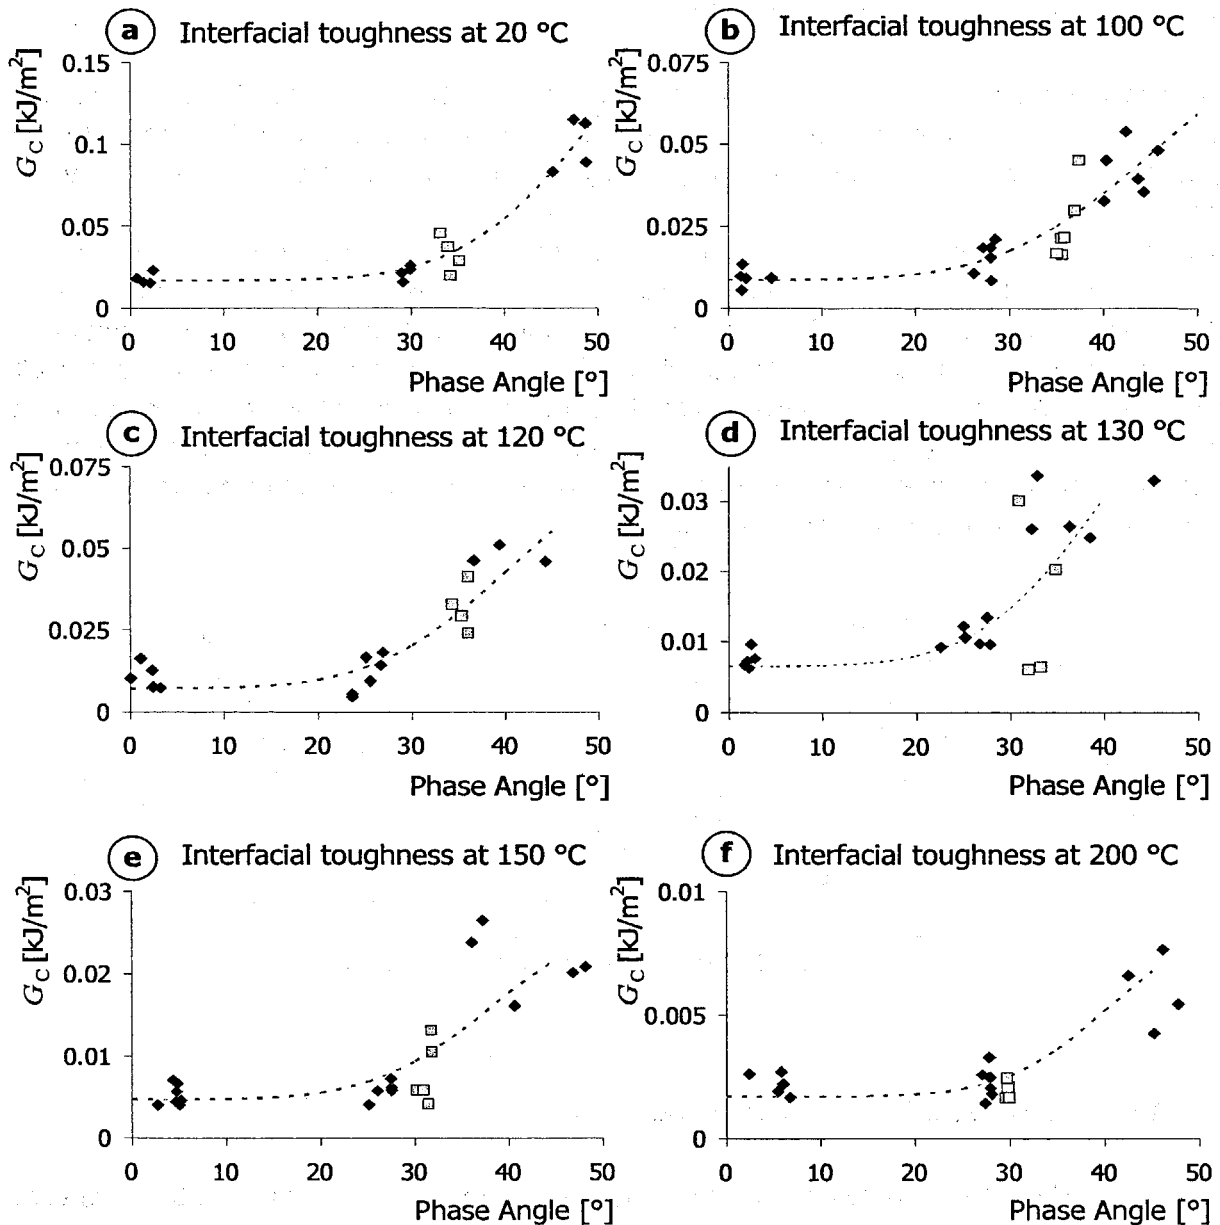 a Interfacial toughness at 20 °C
G_C [kJ/m²]
0.15
0.1
0.05
0
0 10 20 30 40 50
Phase Angle [°]
b Interfacial toughness at 100 °C
G_C [kJ/m²]
0.075
0.05
0.025
0
0 10 20 30 40 50
Phase Angle [°]
c Interfacial toughness at 120 °C
G_C [kJ/m²]
0.075
0.05
0.025
0
0 10 20 30 40 50
Phase Angle [°]
d Interfacial toughness at 130 °C
G_C [kJ/m²]
0.03
0.02
0.01
0
0 10 20 30 40 50
Phase Angle [°]
e Interfacial toughness at 150 °C
G_C [kJ/m²]
0.03
0.02
0.01
0
0 10 20 30 40 50
Phase Angle [°]
f Interfacial toughness at 200 °C
G_C [kJ/m²]
0.01
0.005
0
0 10 20 30 40 50
Phase Angle [°]